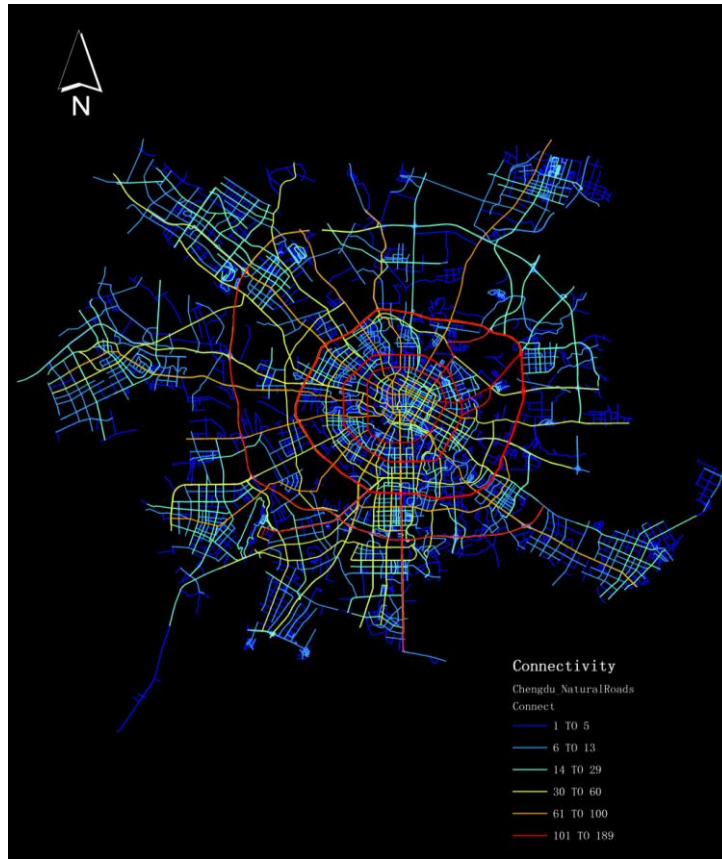 N
Connectivity
Chengdu_NaturalRoads
Connect
1 TO 5
6 TO 13
14 TO 29
30 TO 60
61 TO 100
101 TO 189